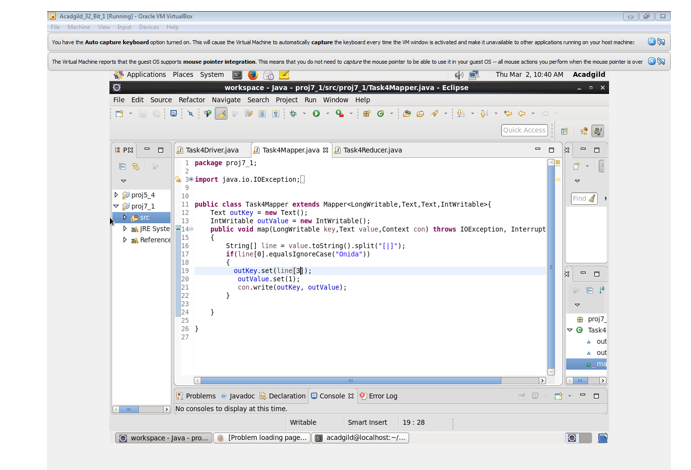 Acadgild_32_Bit_1 [Running] - Oracle VM VirtualBox
File Machine View Input Devices Help
You have the Auto capture keyboard option turned on. This will cause the Virtual Machine to automatically capture the keyboard every time the VM window is activated and make it unavailable to other applications running on your host machine:
The Virtual Machine reports that the guest OS supports mouse pointer integration. This means that you do not need to capture the mouse pointer to be able to use it in your guest OS -- all mouse actions you perform when the mouse pointer is over
Applications Places System Thu Mar 2, 10:40 AM Acadgild
workspace - Java - proj7_1/src/proj7_1/Task4Mapper.java - Eclipse
File Edit Source Refactor Navigate Search Project Run Window Help
Quick Access
Task4Driver.java Task4Mapper.java Task4Reducer.java
1 package proj7_1;
2
3 import java.io.IOException;
9
10
11 public class Task4Mapper extends Mapper<LongWritable,Text,Text,IntWritable>{
12 Text outKey = new Text();
13 IntWritable outValue = new IntWritable();
14 public void map(LongWritable key,Text value,Context con) throws IOException, Interrupt
15 {
16 String[] line = value.toString().split("[|]");
17 if(line[0].equalsIgnoreCase("Onida"))
18 {
19 outKey.set(line[3]);
20 outValue.set(1);
21 con.write(outKey, outValue);
22 }
23
24 }
25
26 }
27
proj5_4
proj7_1
src
JRE Syste
Reference
Find
proj7_
Task4
out
out
ma
Problems Javadoc Declaration Console Error Log
No consoles to display at this time.
Writable Smart Insert 19 : 28
workspace - Java - pro... [Problem loading page... acadgild@localhost:~/...